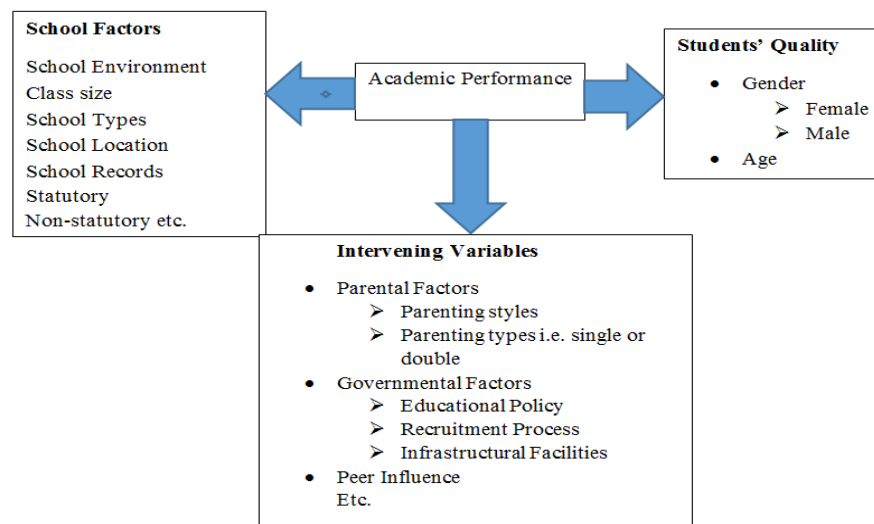 School Factors
School Environment
Class size
School Types
School Location
School Records
Statutory
Non-statutory etc.
Academic Performance
Students’ Quality
• Gender
➢ Female
➢ Male
• Age
Intervening Variables
• Parental Factors
➢ Parenting styles
➢ Parenting types i.e. single or
double
• Governmental Factors
➢ Educational Policy
➢ Recruitment Process
➢ Infrastructural Facilities
• Peer Influence
Etc.